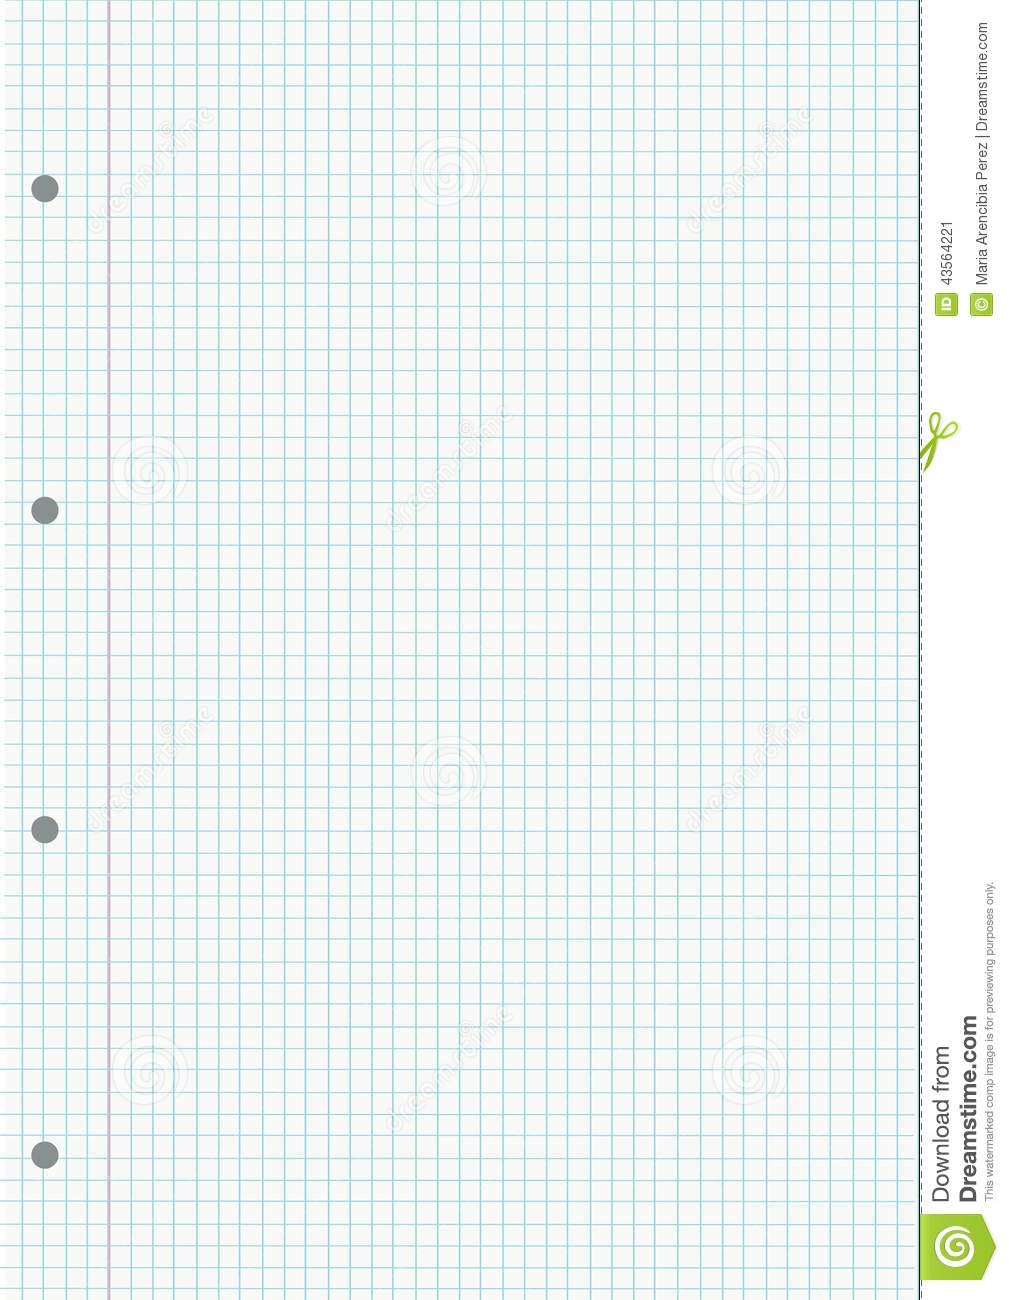 43564221
Maria Arencibia Perez | Dreamstime.com
ID
©
Download from
Dreamstime.com
This watermarked comp image is for previewing purposes only.
dreamstime
dreamstime
dreamstime
dreamstime
dreamstime
dreamstime